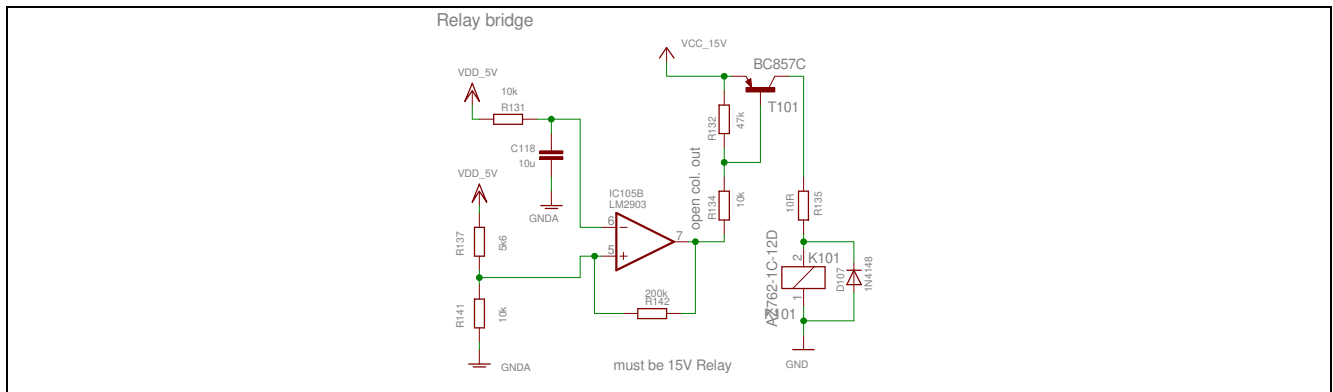 Relay bridge
VCC_15V
BC857C
T101
VDD_5V
10k
R131
R132
47k
C118
10u
VDD_5V
GNDA
IC105B
LM2903
open col. out
R134
10k
10R
R135
R137
5k6
6
5
7
200k
R142
2
K101
1
AZ762-1C-12D
D107
1N4148
R141
10k
GNDA
must be 15V Relay
GND